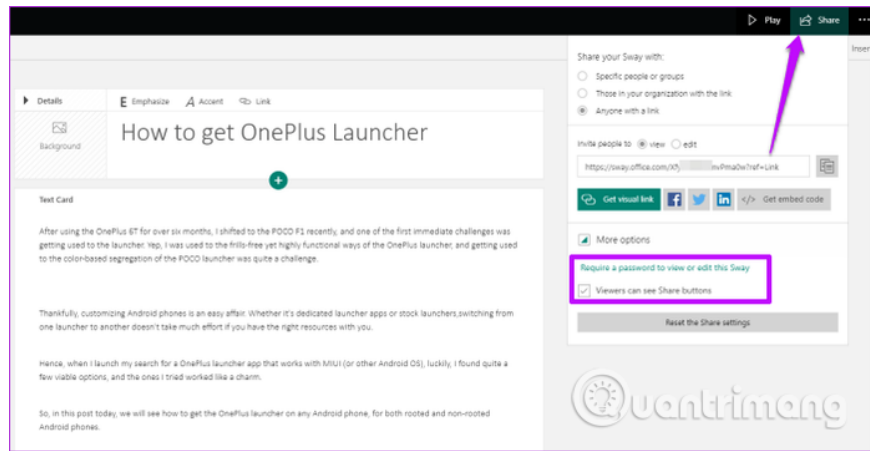 Play
Share
Inser
Share your Sway with:
Specific people or groups
Those in your organization with the link
Anyone with a link
Details
E Emphasize
A Accent
Link
Background
How to get OnePlus Launcher
Invite people to
view
edit
https://sway.office.com/Xf
nvPma0w?ref=Link
Get visual link
</> Get embed code
Text Card
After using the OnePlus 6T for over six months, I shifted to the POCO F1 recently, and one of the first immediate challenges was
getting used to the launcher. Yep, I was used to the frills-free yet highly functional ways of the OnePlus launcher, and getting used
to the color-based segregation of the POCO launcher was quite a challenge.
More options
Require a password to view or edit this Sway
Viewers can see Share buttons
Reset the Share settings
Thankfully, customizing Android phones is an easy affair. Whether it's dedicated launcher apps or stock launchers,switching from
one launcher to another doesn't take much effort if you have the right resources with you.
Hence, when I launch my search for a OnePlus launcher app that works with MIUI (or other Android OS), luckily, I found quite a
few viable options, and the ones I tried worked like a charm.
So, in this post today, we will see how to get the OnePlus launcher on any Android phone, for both rooted and non-rooted
Android phones.
Quantrimang